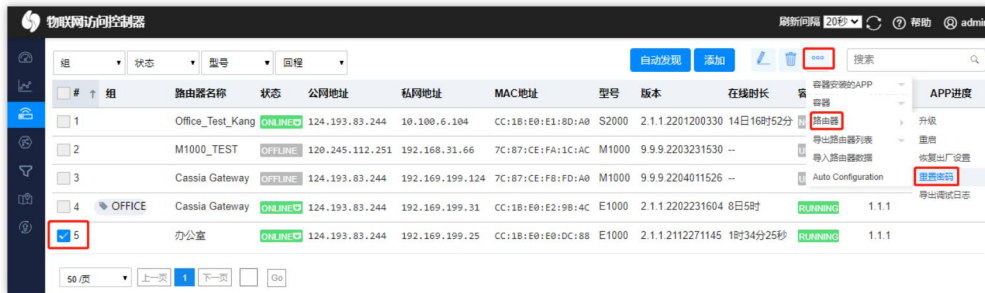 物联网访问控制器 刷新间隔 20秒 帮助 admi
组 状态 型号 回程 自动发现 添加 搜索
# 组 路由器名称 状态 公网地址 私网地址 MAC地址 型号 版本 在线时长 APP进度
1 Office_Test_Kang ONLINE 124.193.83.244 10.100.6.104 CC:1B:E0:E1:8D:A0 S2000 2.1.1.2201200330 14日16时52分
2 M1000_TEST OFFLINE 120.245.112.251 192.168.31.66 7C:87:CE:FA:1C:AC M1000 9.9.9.2203231530 --
3 Cassia Gateway OFFLINE 124.193.83.244 192.169.199.124 7C:87:CE:F8:FD:A0 M1000 9.9.9.2204011526 --
4 OFFICE Cassia Gateway ONLINE 124.193.83.244 192.169.199.31 CC:1B:E0:E2:9B:4C E1000 2.1.1.2202231604 8日5时 RUNNING 1.1.1
5 办公室 ONLINE 124.193.83.244 192.169.199.25 CC:1B:E0:E0:DC:88 E1000 2.1.1.2112271145 1时34分25秒 RUNNING 1.1.1
容器安装的APP
容器
路由器
导出路由器列表
导入路由器数据
Auto Configuration
升级
重启
恢复出厂设置
重置密码
导出调试日志
50 /页 上一页 1 下一页 Go